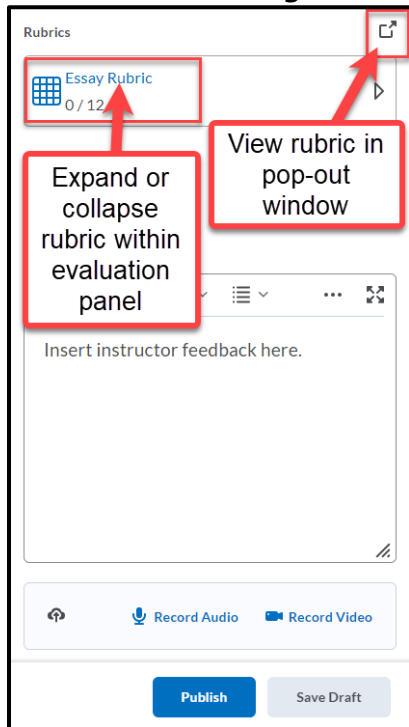 Rubrics
Essay Rubric
0 / 12
View rubric in
pop-out
window
Expand or
collapse
rubric within
evaluation
panel
Insert instructor feedback here.
Record Audio
Record Video
Publish
Save Draft